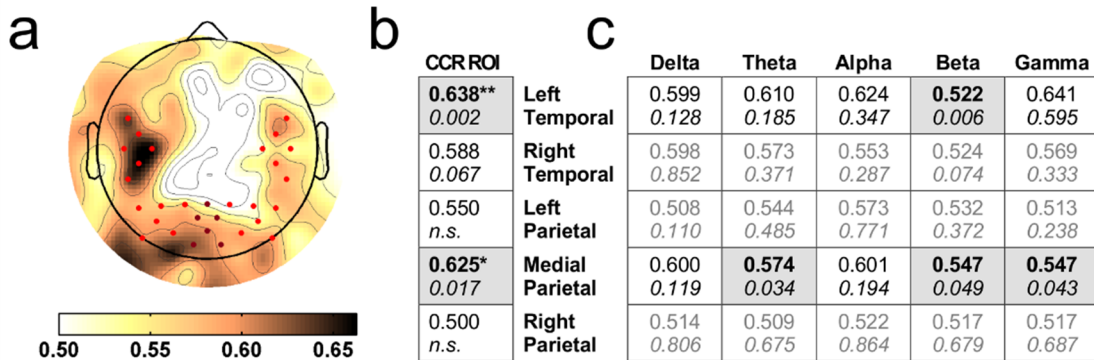 a
b
c
CCR ROI
Delta Theta Alpha Beta Gamma
0.638** Left 0.599 0.610 0.624 0.522 0.641
0.002 Temporal 0.128 0.185 0.347 0.006 0.595
0.588 Right 0.598 0.573 0.553 0.524 0.569
0.067 Temporal 0.852 0.371 0.287 0.074 0.333
0.550 Left 0.508 0.544 0.573 0.532 0.513
n.s. Parietal 0.110 0.485 0.771 0.372 0.238
0.625* Medial 0.600 0.574 0.601 0.547 0.547
0.017 Parietal 0.119 0.034 0.194 0.049 0.043
0.500 Right 0.514 0.509 0.522 0.517 0.517
n.s. Parietal 0.806 0.675 0.864 0.679 0.687
0.50 0.55 0.60 0.65